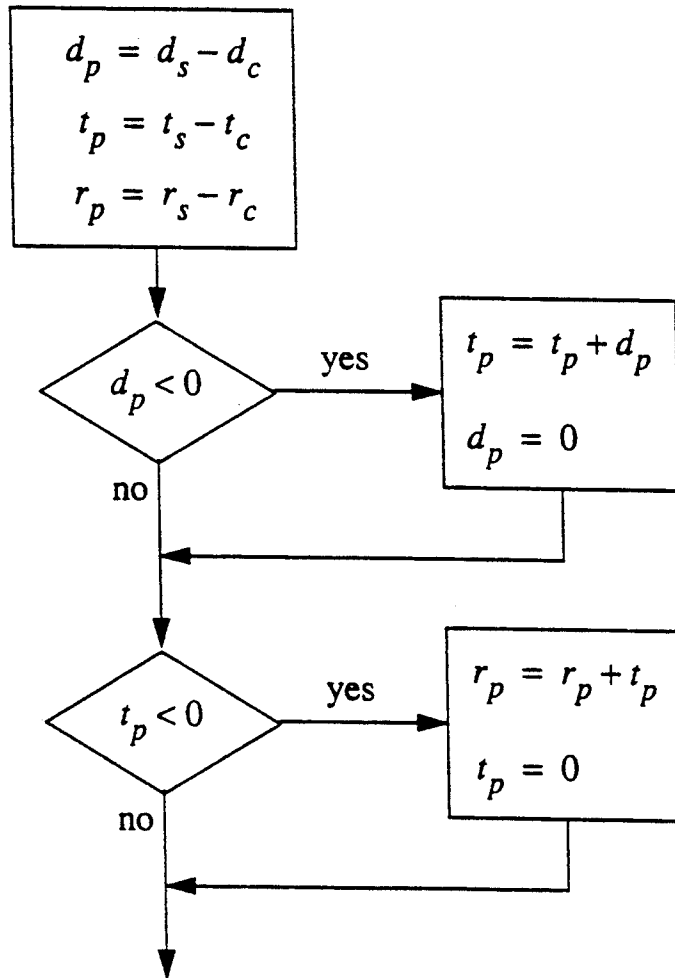 d_p = d_s - d_c
t_p = t_s - t_c
r_p = r_s - r_c
d_p < 0
yes
t_p = t_p + d_p
d_p = 0
no
t_p < 0
yes
r_p = r_p + t_p
t_p = 0
no